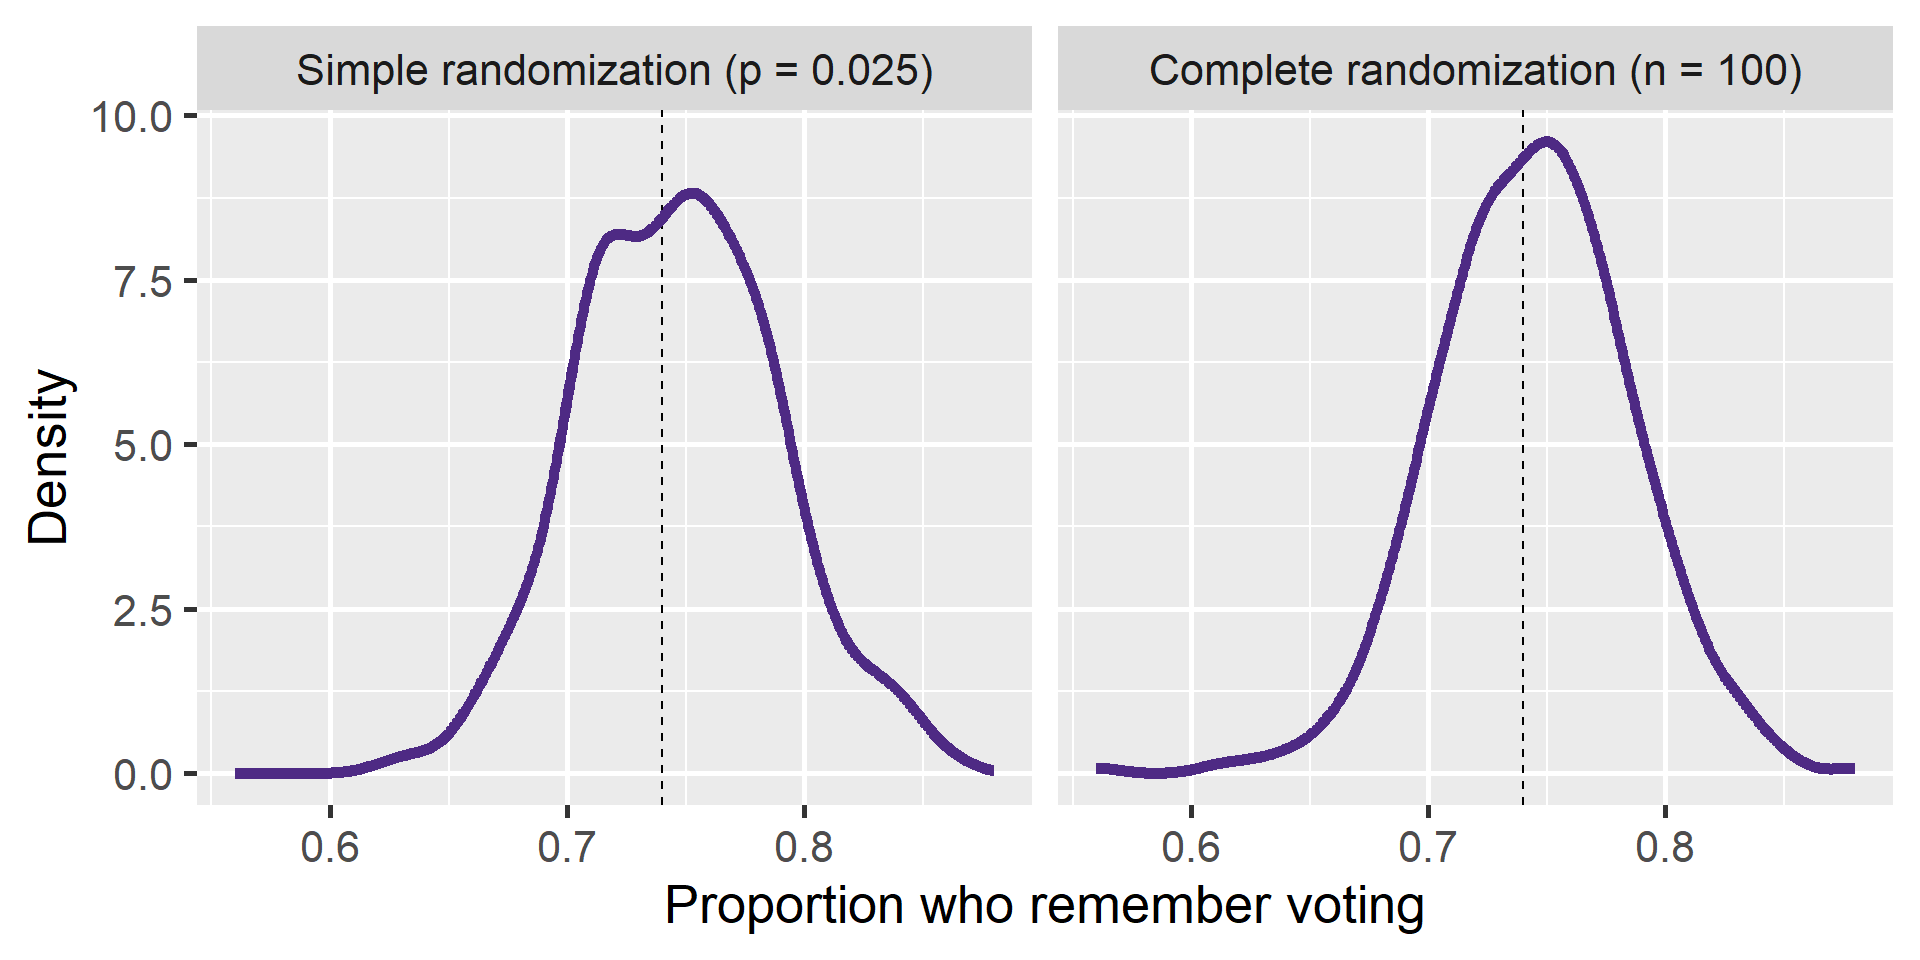 Simple randomization (p = 0.025)
Complete randomization (n = 100)
10.0
7.5
5.0
2.5
0.0
Density
0.6
0.7
0.8
0.6
0.7
0.8
Proportion who remember voting